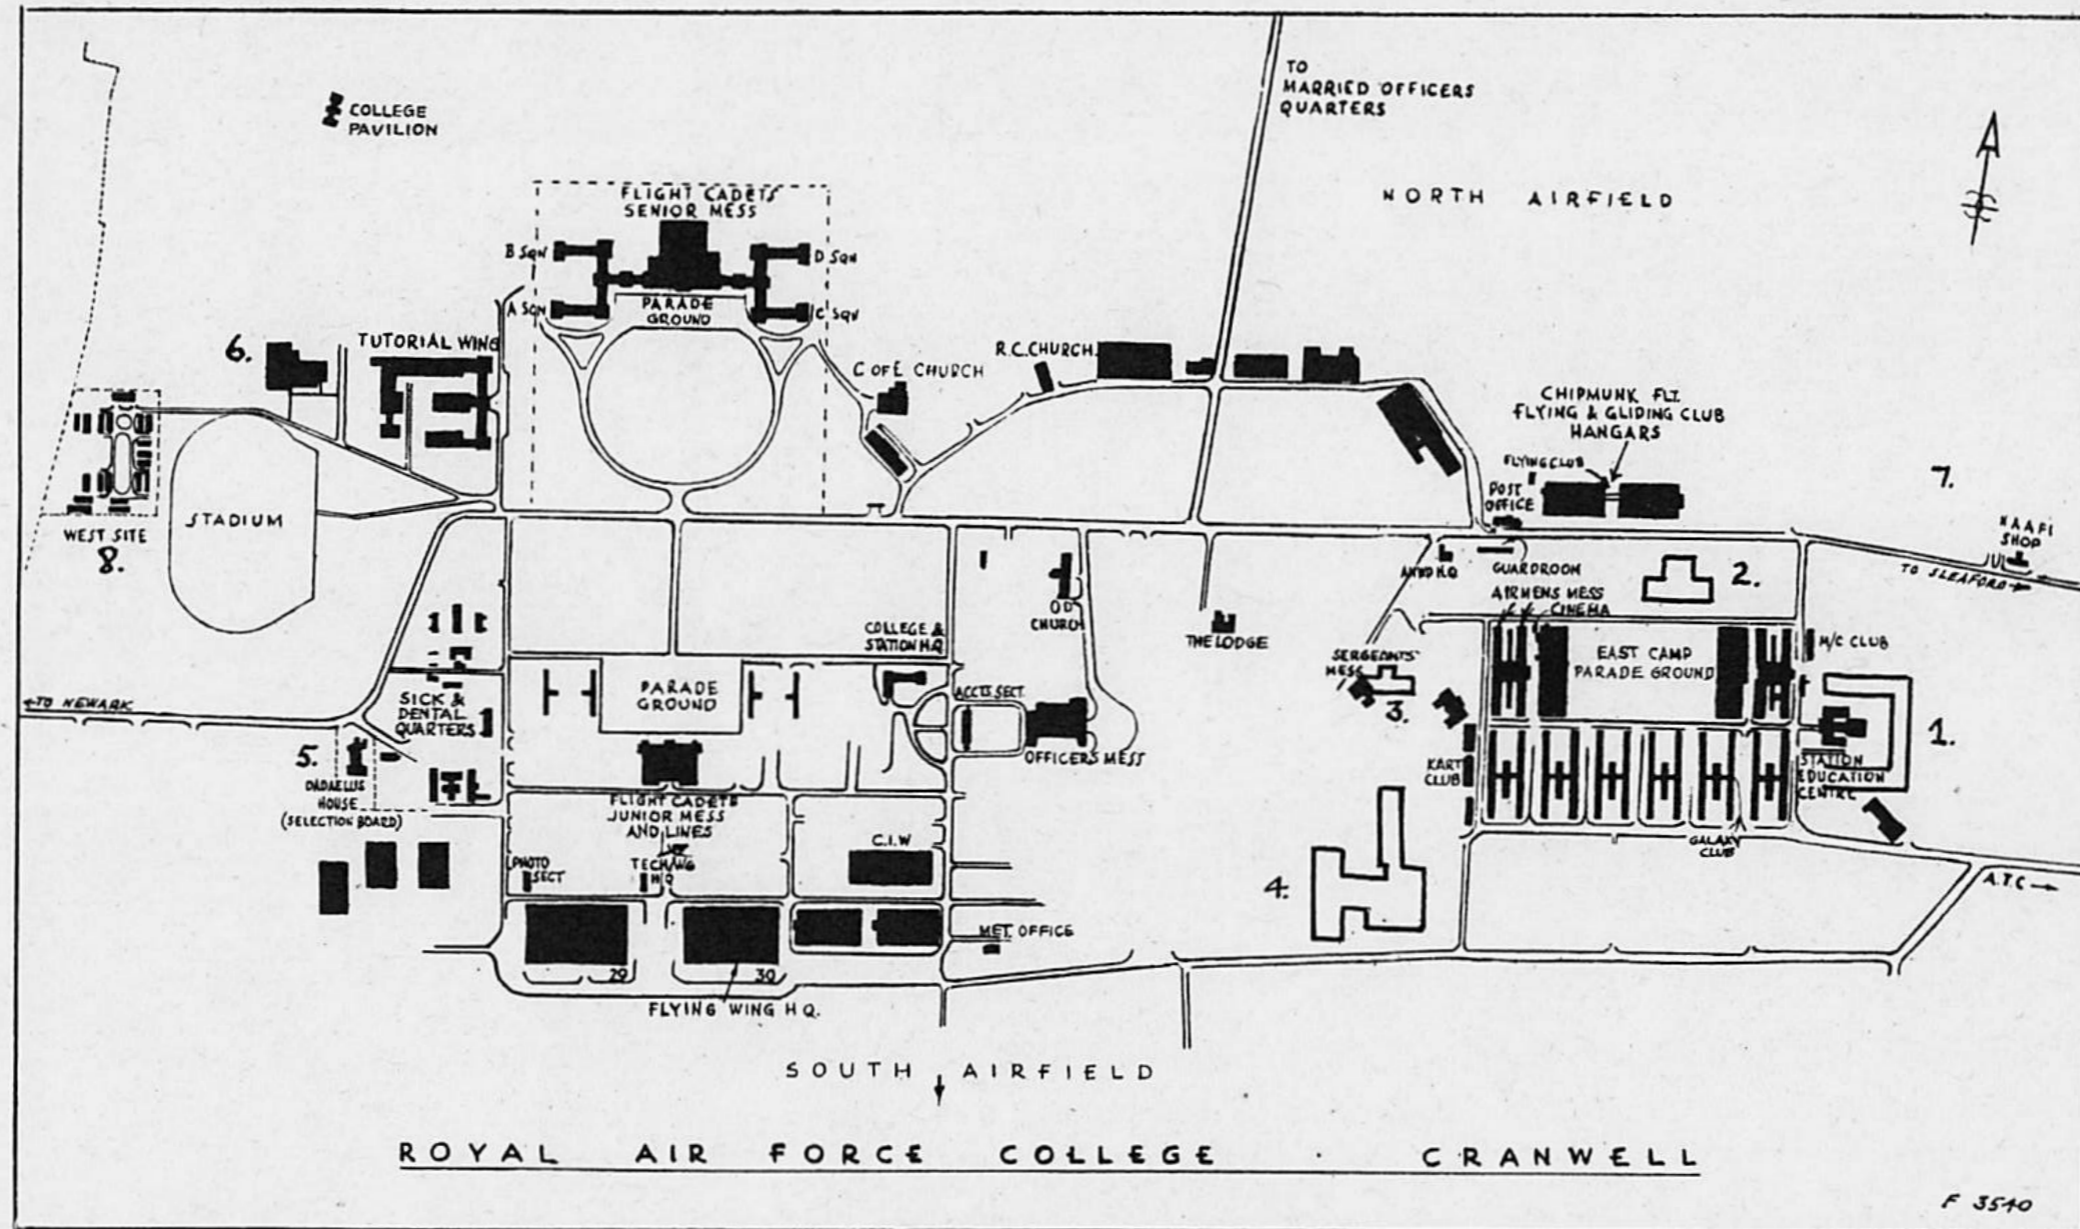 COLLEGE
PAVILION
TO
MARRIED OFFICERS
QUARTERS
NORTH AIRFIELD
FLIGHT CADETS
SENIOR MESS
B SQN
D SQN
A SQN
C SQN
PARADE
GROUND
6.
TUTORIAL WING
C OF E CHURCH
R.C. CHURCH.
CHIPMUNK FLT.
FLYING & GLIDING CLUB
HANGARS
FLYING CLUB
POST
OFFICE
7.
NAAFI
SHOP
TO SLEAFORD
STADIUM
WEST SITE
8.
GUARDROOM
2.
AIRMENS MESS
CINEMA
OD
CHURCH
COLLEGE &
STATION H.Q.
THE LODGE
SERGEANTS'
MESS
3.
EAST CAMP
PARADE GROUND
M/C CLUB
1.
TO NEWARK
SICK &
DENTAL
QUARTERS
PARADE
GROUND
ACCTS SECT.
OFFICERS MESS
KART
CLUB
STATION
EDUCATION
CENTRE
5.
DADAELUS
HOUSE
(SELECTION BOARD)
FLIGHT CADETS
JUNIOR MESS
AND LINES
C.I.W
GALAXY
CLUB
PHOTO
SECT
TECH WG
H.Q.
4.
A.T.C
MET. OFFICE
29
30
FLYING WING H Q.
SOUTH AIRFIELD
ROYAL AIR FORCE COLLEGE · CRANWELL
F 3540